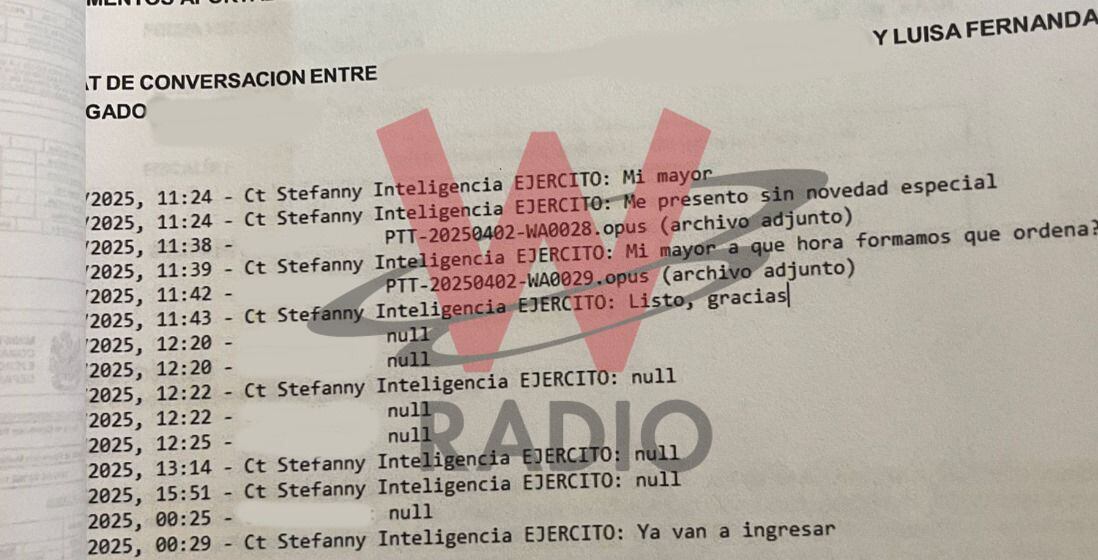 Y LUISA FERNANDA
T DE CONVERSACION ENTRE
GADO
/2025, 11:24 - Ct Stefanny Inteligencia EJERCITO: Mi mayor
/2025, 11:24 - Ct Stefanny Inteligencia EJERCITO: Me presento sin novedad especial
/2025, 11:38 - PTT-20250402-WA0028.opus (archivo adjunto)
/2025, 11:39 - Ct Stefanny Inteligencia EJERCITO: Mi mayor a que hora formamos que ordena?
/2025, 11:42 - PTT-20250402-WA0029.opus (archivo adjunto)
/2025, 11:43 - Ct Stefanny Inteligencia EJERCITO: Listo, gracias
/2025, 12:20 - null
/2025, 12:20 - null
/2025, 12:22 - Ct Stefanny Inteligencia EJERCITO: null
/2025, 12:22 - null
2025, 12:25 - null
2025, 13:14 - Ct Stefanny Inteligencia EJERCITO: null
2025, 15:51 - Ct Stefanny Inteligencia EJERCITO: null
2025, 00:25 - null
2025, 00:29 - Ct Stefanny Inteligencia EJERCITO: Ya van a ingresar
W
RADIO